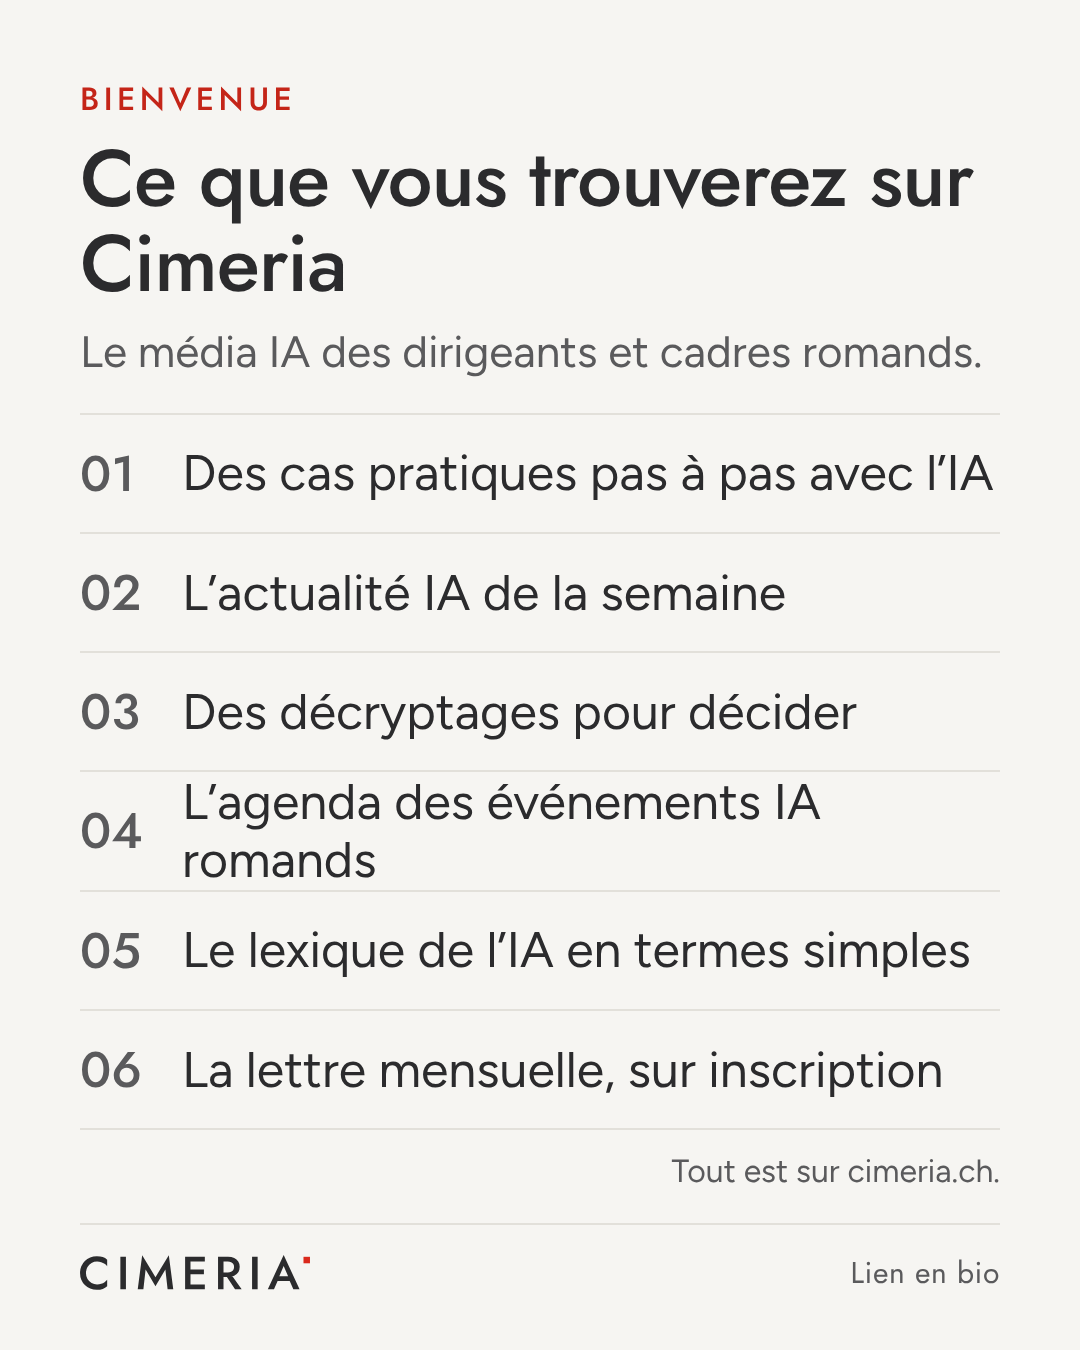 BIENVENUE
Ce que vous trouverez sur
Cimeria
Le média IA des dirigeants et cadres romands.
01 Des cas pratiques pas à pas avec l’IA
02 L’actualité IA de la semaine
03 Des décryptages pour décider
04 L’agenda des événements IA
romands
05 Le lexique de l’IA en termes simples
06 La lettre mensuelle, sur inscription
Tout est sur cimeria.ch.
CIMERIA
Lien en bio